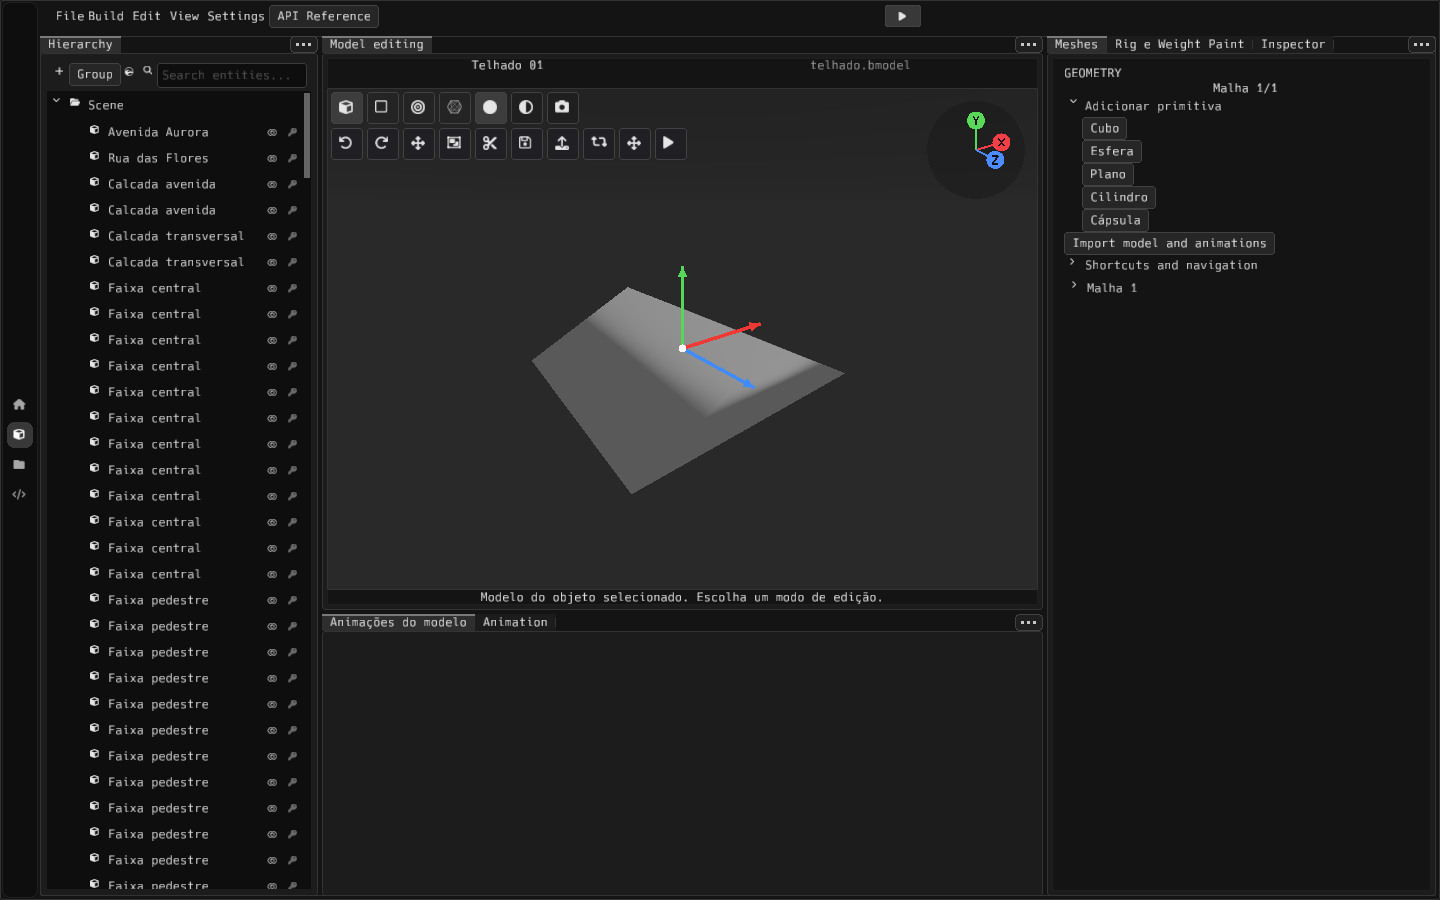 File Build Edit View Settings API Reference
Hierarchy
Group
Search entities...
Scene
Avenida Aurora
Rua das Flores
Calcada avenida
Calcada avenida
Calcada transversal
Calcada transversal
Faixa central
Faixa central
Faixa central
Faixa central
Faixa central
Faixa central
Faixa central
Faixa central
Faixa central
Faixa central
Faixa central
Faixa central
Faixa pedestre
Faixa pedestre
Faixa pedestre
Faixa pedestre
Faixa pedestre
Faixa pedestre
Faixa pedestre
Faixa pedestre
Faixa pedestre
Faixa pedestre
Faixa pedestre
Faixa pedestre
Model editing
Telhado 01 telhado.bmodel
Y
X
Z
Modelo do objeto selecionado. Escolha um modo de edição.
Animações do modelo Animation
Meshes Rig e Weight Paint Inspector
GEOMETRY
Malha 1/1
Adicionar primitiva
Cubo
Esfera
Plano
Cilindro
Cápsula
Import model and animations
Shortcuts and navigation
Malha 1